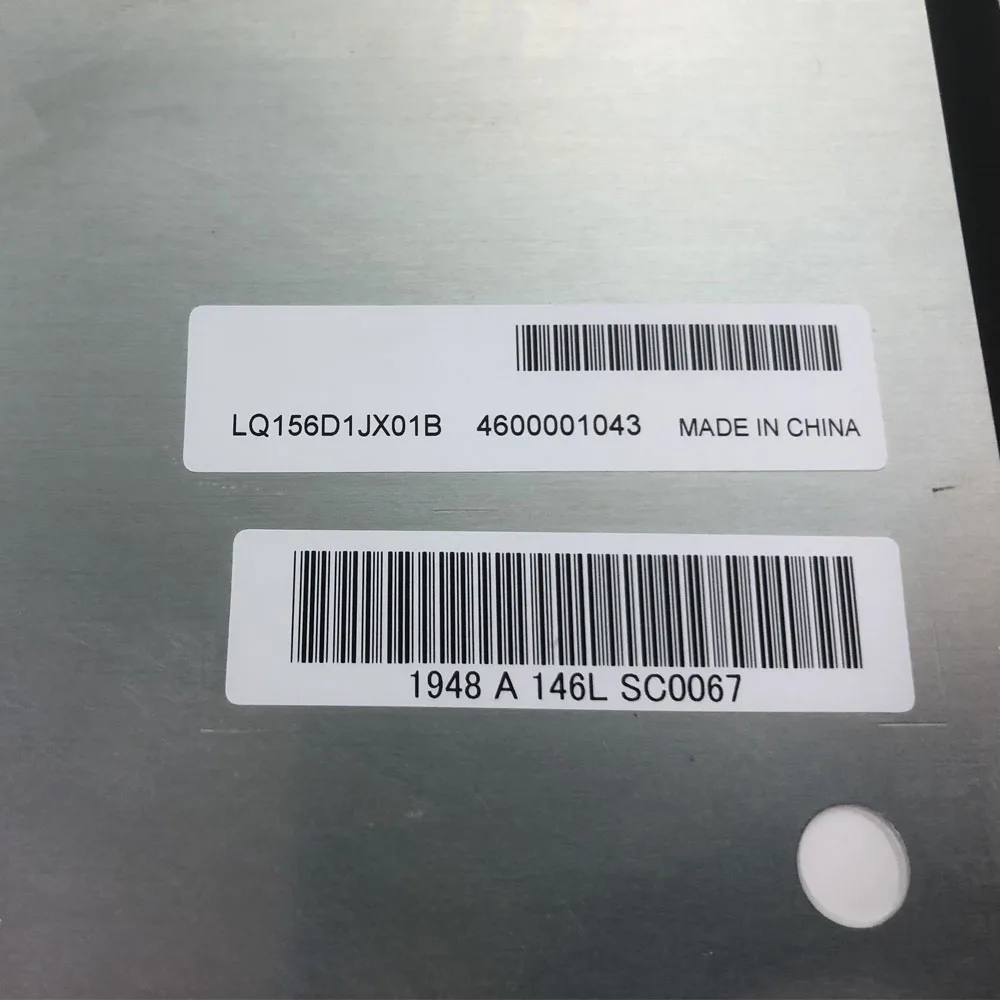 LQ156D1JX01B 4600001043 MADE IN CHINA
1948 A 146L SC0067